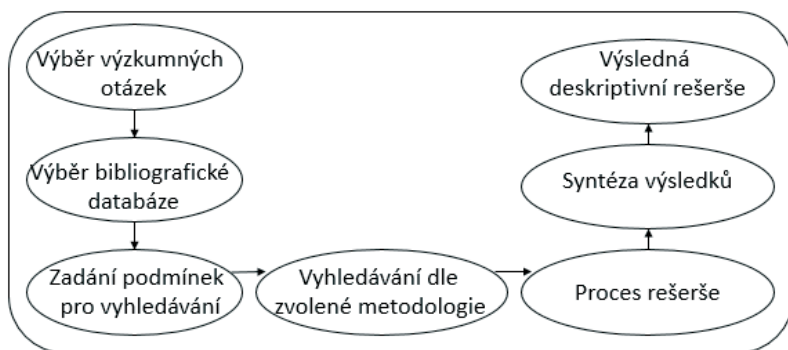 Výběr výzkumných
otázek
Výběr bibliografické
databáze
Zadání podmínek
pro vyhledávání
Vyhledávání dle
zvolené metodologie
Proces rešerše
Syntéza výsledků
Výsledná
deskriptivní rešerše